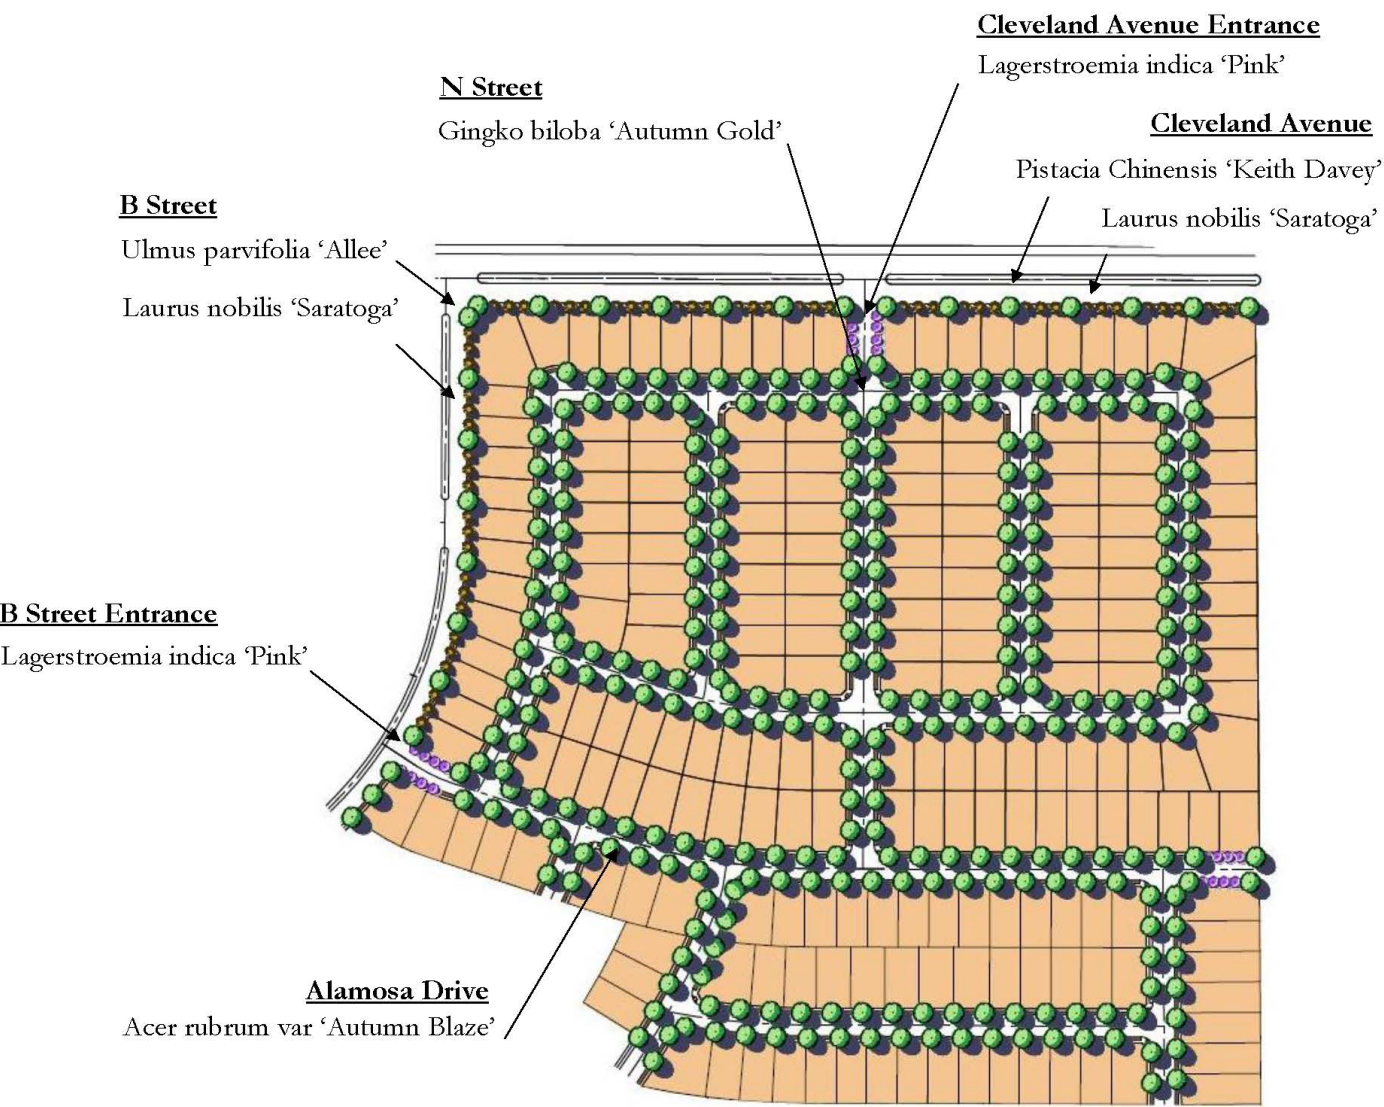 Cleveland Avenue Entrance
Lagerstroemia indica ‘Pink’
N Street
Gingko biloba ‘Autumn Gold’
Cleveland Avenue
Pistacia Chinensis ‘Keith Davey’
Laurus nobilis ‘Saratoga’
B Street
Ulmus parvifolia ‘Allee’
Laurus nobilis ‘Saratoga’
B Street Entrance
Lagerstroemia indica ‘Pink’
Alamosa Drive
Acer rubrum var ‘Autumn Blaze’